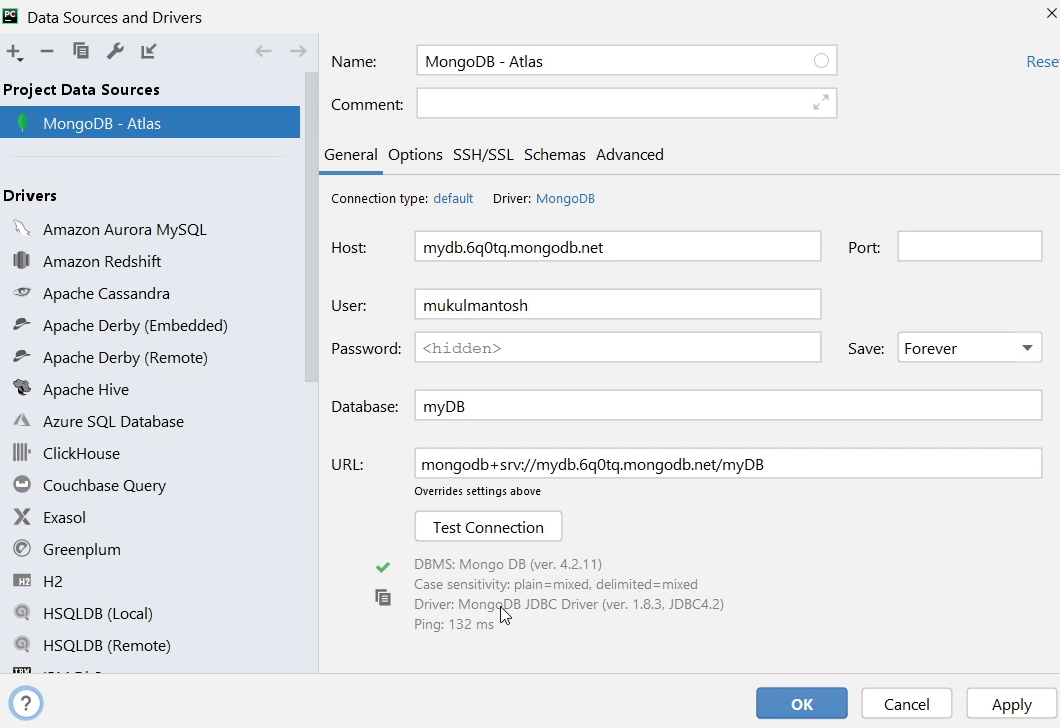 PC Data Sources and Drivers
Project Data Sources
MongoDB - Atlas
Drivers
Amazon Aurora MySQL
Amazon Redshift
Apache Cassandra
Apache Derby (Embedded)
Apache Derby (Remote)
Apache Hive
Azure SQL Database
ClickHouse
Couchbase Query
Exasol
Greenplum
H2 H2
HSQLDB (Local)
HSQLDB (Remote)
Name: MongoDB - Atlas
Rese
Comment:
General Options SSH/SSL Schemas Advanced
Connection type: default Driver: MongoDB
Host: mydb.6q0tq.mongodb.net Port:
User: mukulmantosh
Password: <hidden> Save: Forever
Database: myDB
URL: mongodb+srv://mydb.6q0tq.mongodb.net/myDB
Overrides settings above
Test Connection
DBMS: Mongo DB (ver. 4.2.11)
Case sensitivity: plain=mixed, delimited=mixed
Driver: MongoDB JDBC Driver (ver. 1.8.3, JDBC4.2)
Ping: 132 ms
? OK Cancel Apply